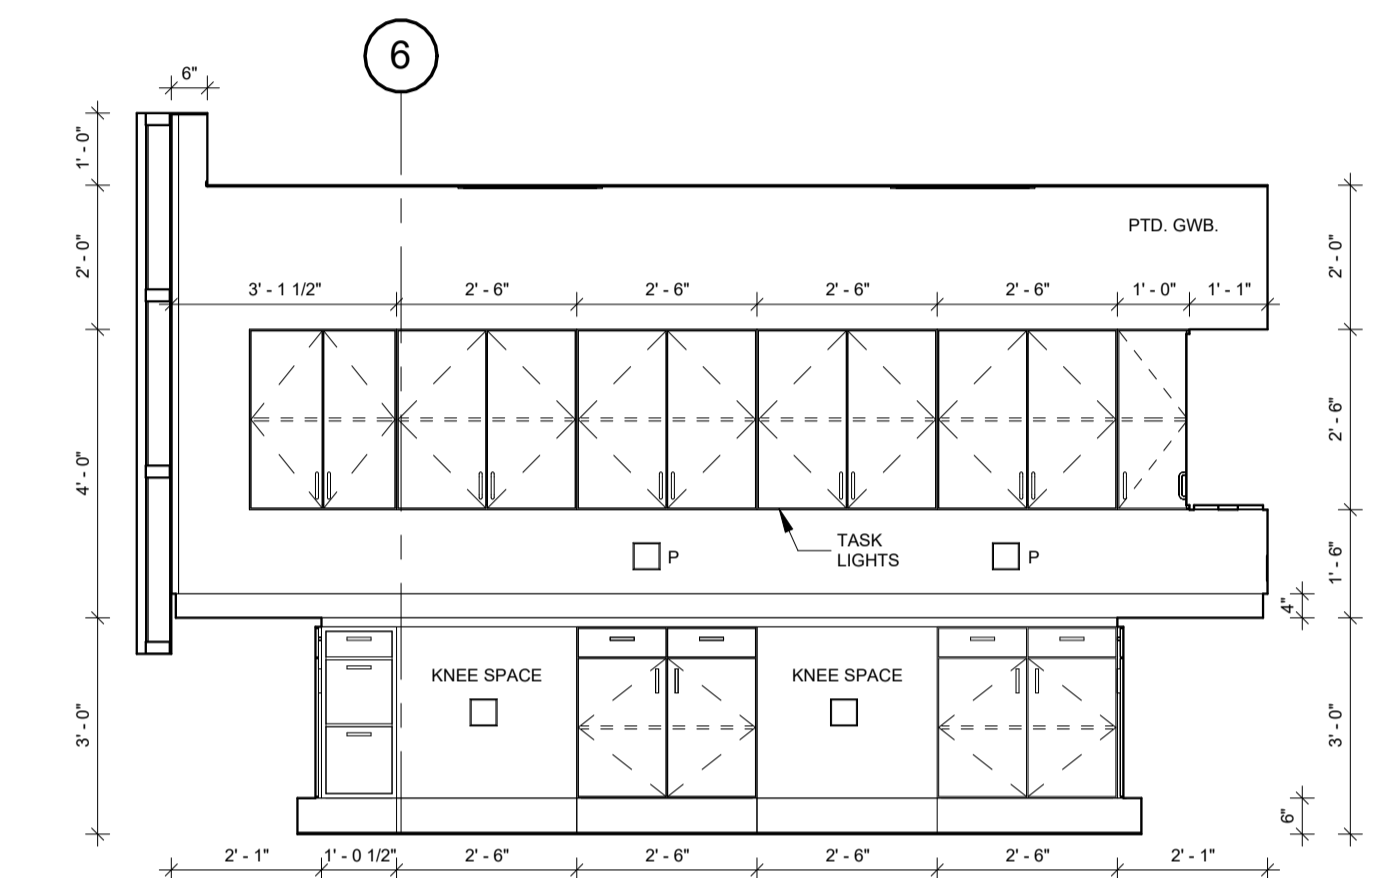 6
6"
1' - 0"
PTD. GWB.
2' - 0"
2' - 0"
3' - 1 1/2"
2' - 6"
2' - 6"
2' - 6"
2' - 6"
1' - 0"
1' - 1"
2' - 6"
4' - 0"
TASK
LIGHTS
P
P
1' - 6"
4"
KNEE SPACE
KNEE SPACE
3' - 0"
3' - 0"
6"
2' - 1"
1' - 0 1/2"
2' - 6"
2' - 6"
2' - 6"
2' - 6"
2' - 1"